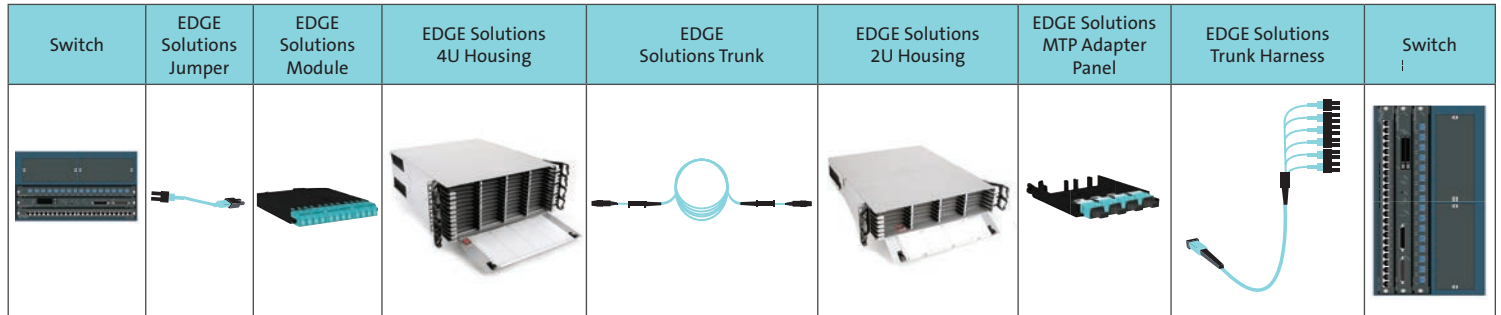 Switch
EDGE
Solutions
Jumper
EDGE
Solutions
Module
EDGE Solutions
4U Housing
EDGE
Solutions Trunk
EDGE Solutions
2U Housing
EDGE Solutions
MTP Adapter
Panel
EDGE Solutions
Trunk Harness
Switch